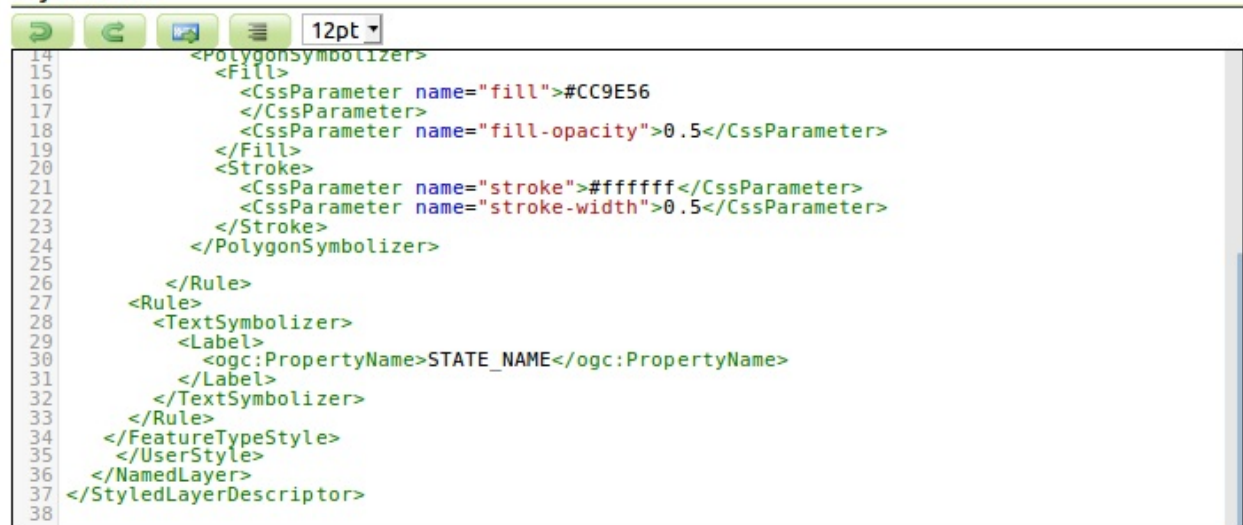 12pt
14 <PolygonSymbolizer>
15 <Fill>
16 <CssParameter name="fill">#CC9E56
17 </CssParameter>
18 <CssParameter name="fill-opacity">0.5</CssParameter>
19 </Fill>
20 <Stroke>
21 <CssParameter name="stroke">#ffffff</CssParameter>
22 <CssParameter name="stroke-width">0.5</CssParameter>
23 </Stroke>
24 </PolygonSymbolizer>
25
26 </Rule>
27 <Rule>
28 <TextSymbolizer>
29 <Label>
30 <ogc:PropertyName>STATE_NAME</ogc:PropertyName>
31 </Label>
32 </TextSymbolizer>
33 </Rule>
34 </FeatureTypeStyle>
35 </UserStyle>
36 </NamedLayer>
37 </StyledLayerDescriptor>
38